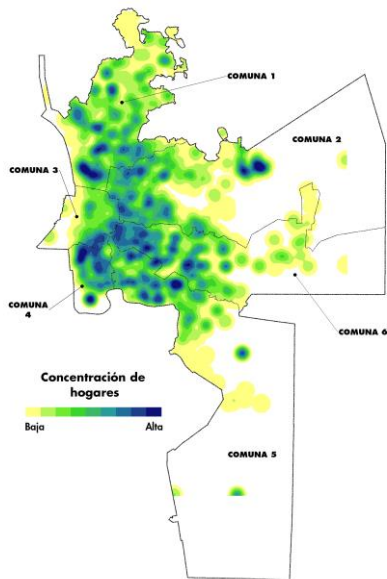 COMUNA 1
COMUNA 2
COMUNA 3
COMUNA
4
COMUNA 6
Concentración de
hogares
Baja
Alta
COMUNA 5